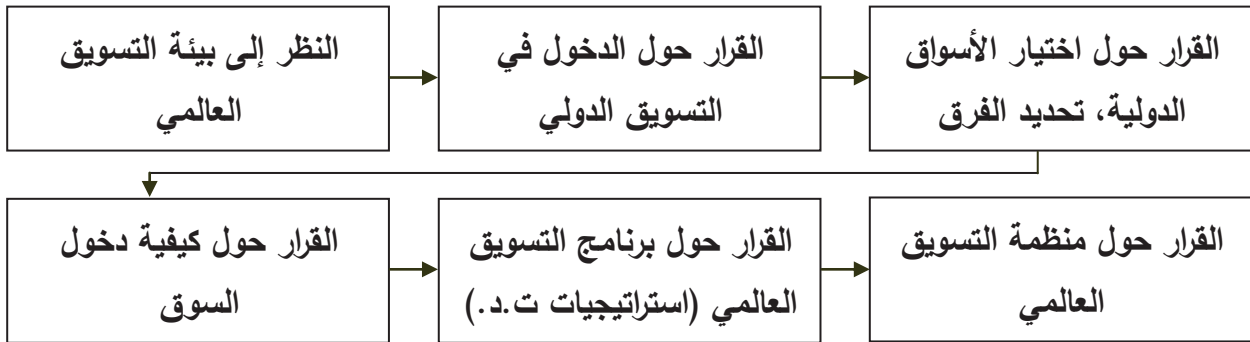 النظر إلى بيئة التسويق
العالمي
القرار حول الدخول في
التسويق الدولي
القرار حول اختيار الأسواق
الدولية، تحديد الفرق
القرار حول كيفية دخول
السوق
القرار حول برنامج التسويق
العالمي (استراتيجيات ت.د.)
القرار حول منظمة التسويق
العالمي